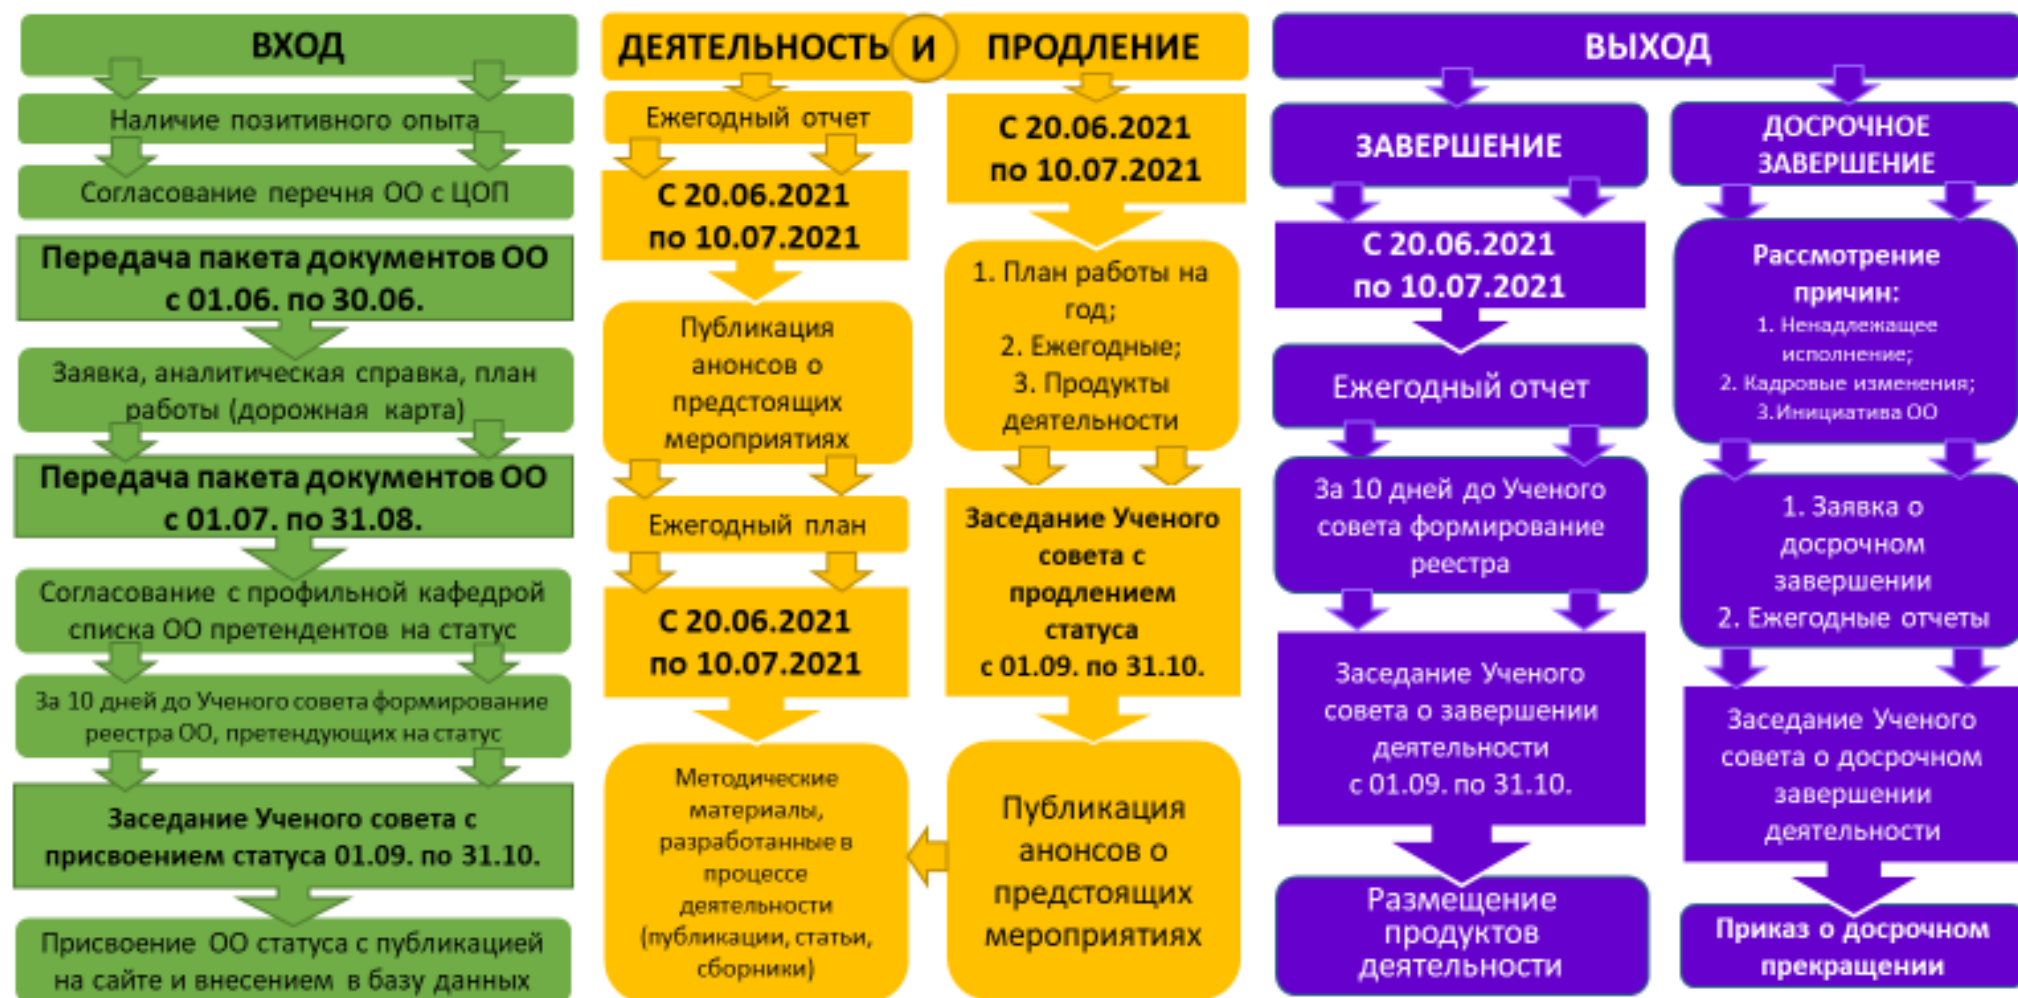 ВХОД
Наличие позитивного опыта
Согласование перечня ОО с ЦОП
Передача пакета документов ОО
с 01.06. по 30.06.
Заявка, аналитическая справка, план
работы (дорожная карта)
Передача пакета документов ОО
с 01.07. по 31.08.
Согласование с профильной кафедрой
списка ОО претендентов на статус
За 10 дней до Ученого совета формирование
реестра ОО, претендующих на статус
Заседание Ученого совета с
присвоением статуса 01.09. по 31.10.
Присвоение ОО статуса с публикацией
на сайте и внесением в базу данных
ДЕЯТЕЛЬНОСТЬ И ПРОДЛЕНИЕ
Ежегодный отчет
С 20.06.2021
по 10.07.2021
Публикация
анонсов о
предстоящих
мероприятиях
Ежегодный план
С 20.06.2021
по 10.07.2021
Методические
материалы,
разработанные в
процессе
деятельности
(публикации, статьи,
сборники)
С 20.06.2021
по 10.07.2021
1. План работы на
год;
2. Ежегодные;
3. Продукты
деятельности
Заседание Ученого
совета с
продлением
статуса
с 01.09. по 31.10.
Публикация
анонсов о
предстоящих
мероприятиях
ВЫХОД
ЗАВЕРШЕНИЕ
С 20.06.2021
по 10.07.2021
Ежегодный отчет
За 10 дней до Ученого
совета формирование
реестра
Заседание Ученого
совета о завершении
деятельности
с 01.09. по 31.10.
Размещение
продуктов
деятельности
ДОСРОЧНОЕ
ЗАВЕРШЕНИЕ
Рассмотрение
причин:
1. Ненадлежащее
исполнение;
2. Кадровые изменения;
3.Инициатива ОО
1. Заявка о
досрочном
завершении
2. Ежегодные отчеты
Заседание Ученого
совета о досрочном
завершении
деятельности
Приказ о досрочном
прекращении